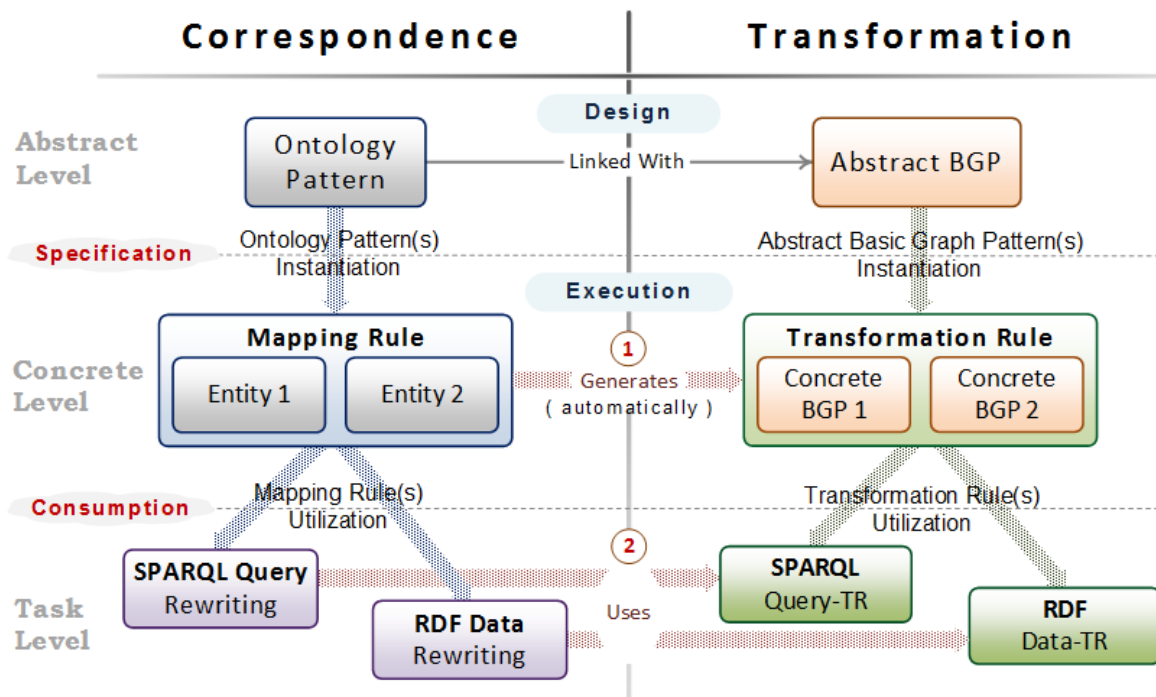 Correspondence
Transformation
Design
Abstract
Level
Ontology
Pattern
Linked With
Abstract BGP
Specification
Ontology Pattern(s)
Instantiation
Abstract Basic Graph Pattern(s)
Instantiation
Execution
Concrete
Level
Mapping Rule
Entity 1
Entity 2
1
Generates
( automatically )
Transformation Rule
Concrete
BGP 1
Concrete
BGP 2
Consumption
Mapping Rule(s)
Utilization
Transformation Rule(s)
Utilization
2
Task
Level
SPARQL Query
Rewriting
RDF Data
Rewriting
Uses
SPARQL
Query-TR
RDF
Data-TR